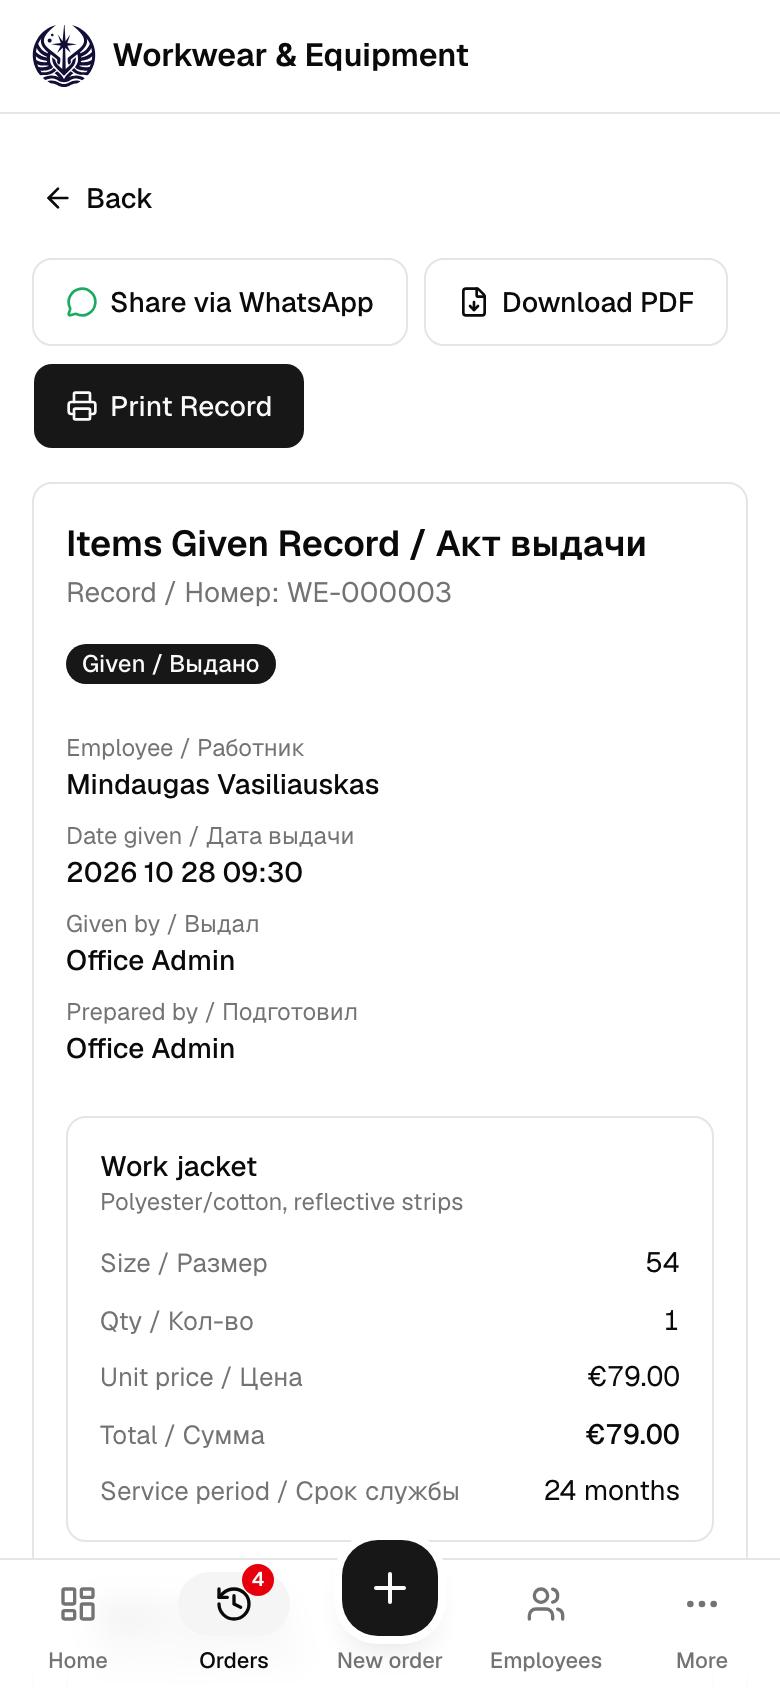 Workwear & Equipment
Back
Share via WhatsApp
Download PDF
Print Record
Items Given Record / Акт выдачи
Record / Номер: WE-000003
Given / Выдано
Employee / Работник
Mindaugas Vasiliauskas
Date given / Дата выдачи
2026 10 28 09:30
Given by / Выдал
Office Admin
Prepared by / Подготовил
Office Admin
Work jacket
Polyester/cotton, reflective strips
Size / Размер 54
Qty / Кол-во 1
Unit price / Цена €79.00
Total / Сумма €79.00
Service period / Срок службы 24 months
4
Home Orders New order Employees More